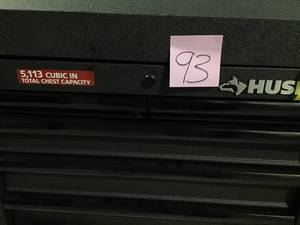 5,113 CUBIC IN
TOTAL CHEST CAPACITY
93
HUS